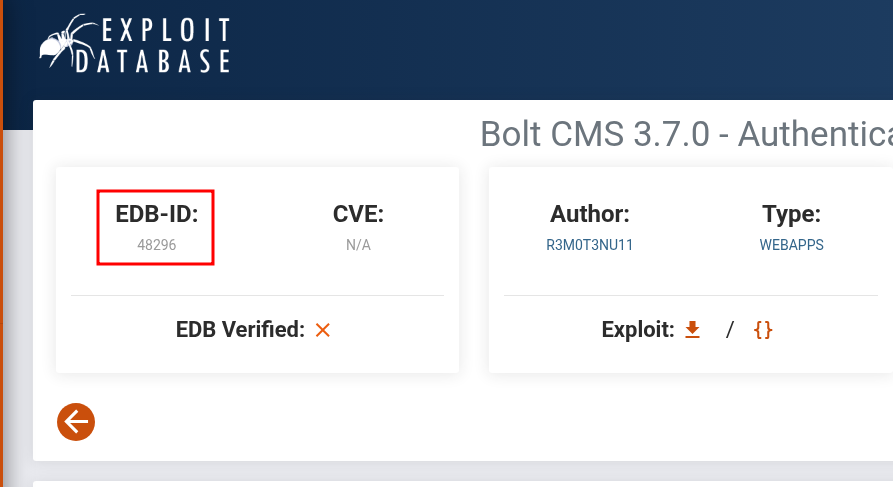 EXPLOIT
DATABASE
Bolt CMS 3.7.0 - Authentica
EDB-ID:
48296
CVE:
N/A
Author:
R3M0T3NU11
Type:
WEBAPPS
EDB Verified:
Exploit: / {}